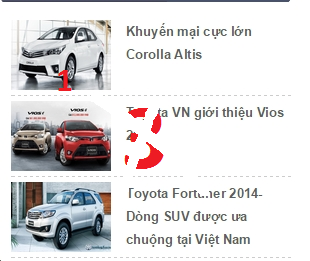 Khuyến mại cực lớn
Corolla Altis
1
VIOS
VN giới thiệu Vios
3
Toyota 2014-
Dòng SUV được ưa
chuộng tại Việt Nam